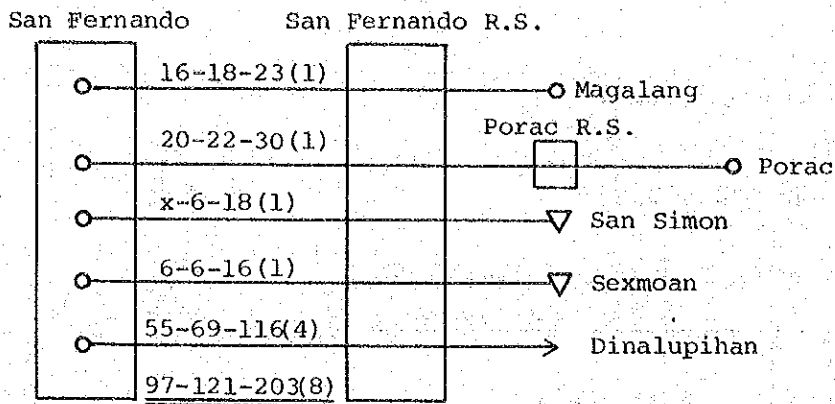 San Fernando San Fernando R.S.
16-18-23(1)
Magalang
Porac R.S.
20-22-30(1)
Porac
x-6-18(1)
San Simon
6-6-16(1)
Sexmoan
55-69-116(4)
Dinalupihan
97-121-203(8)